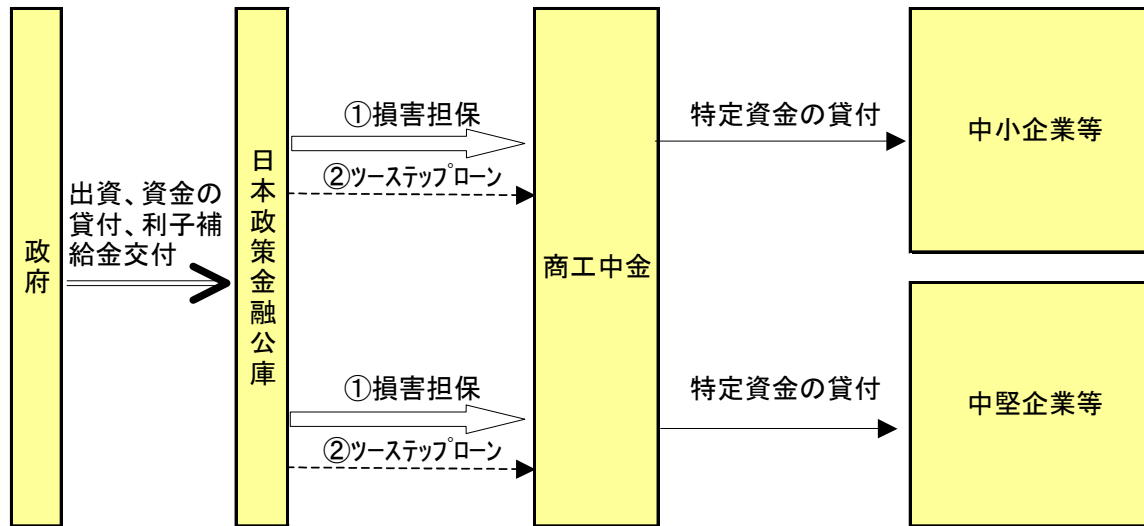 政府
出資、資金の
貸付、利子補
給金交付
日本政策金融公庫
①損害担保
②ツーステップローン
①損害担保
②ツーステップローン
商工中金
特定資金の貸付
特定資金の貸付
中小企業等
中堅企業等